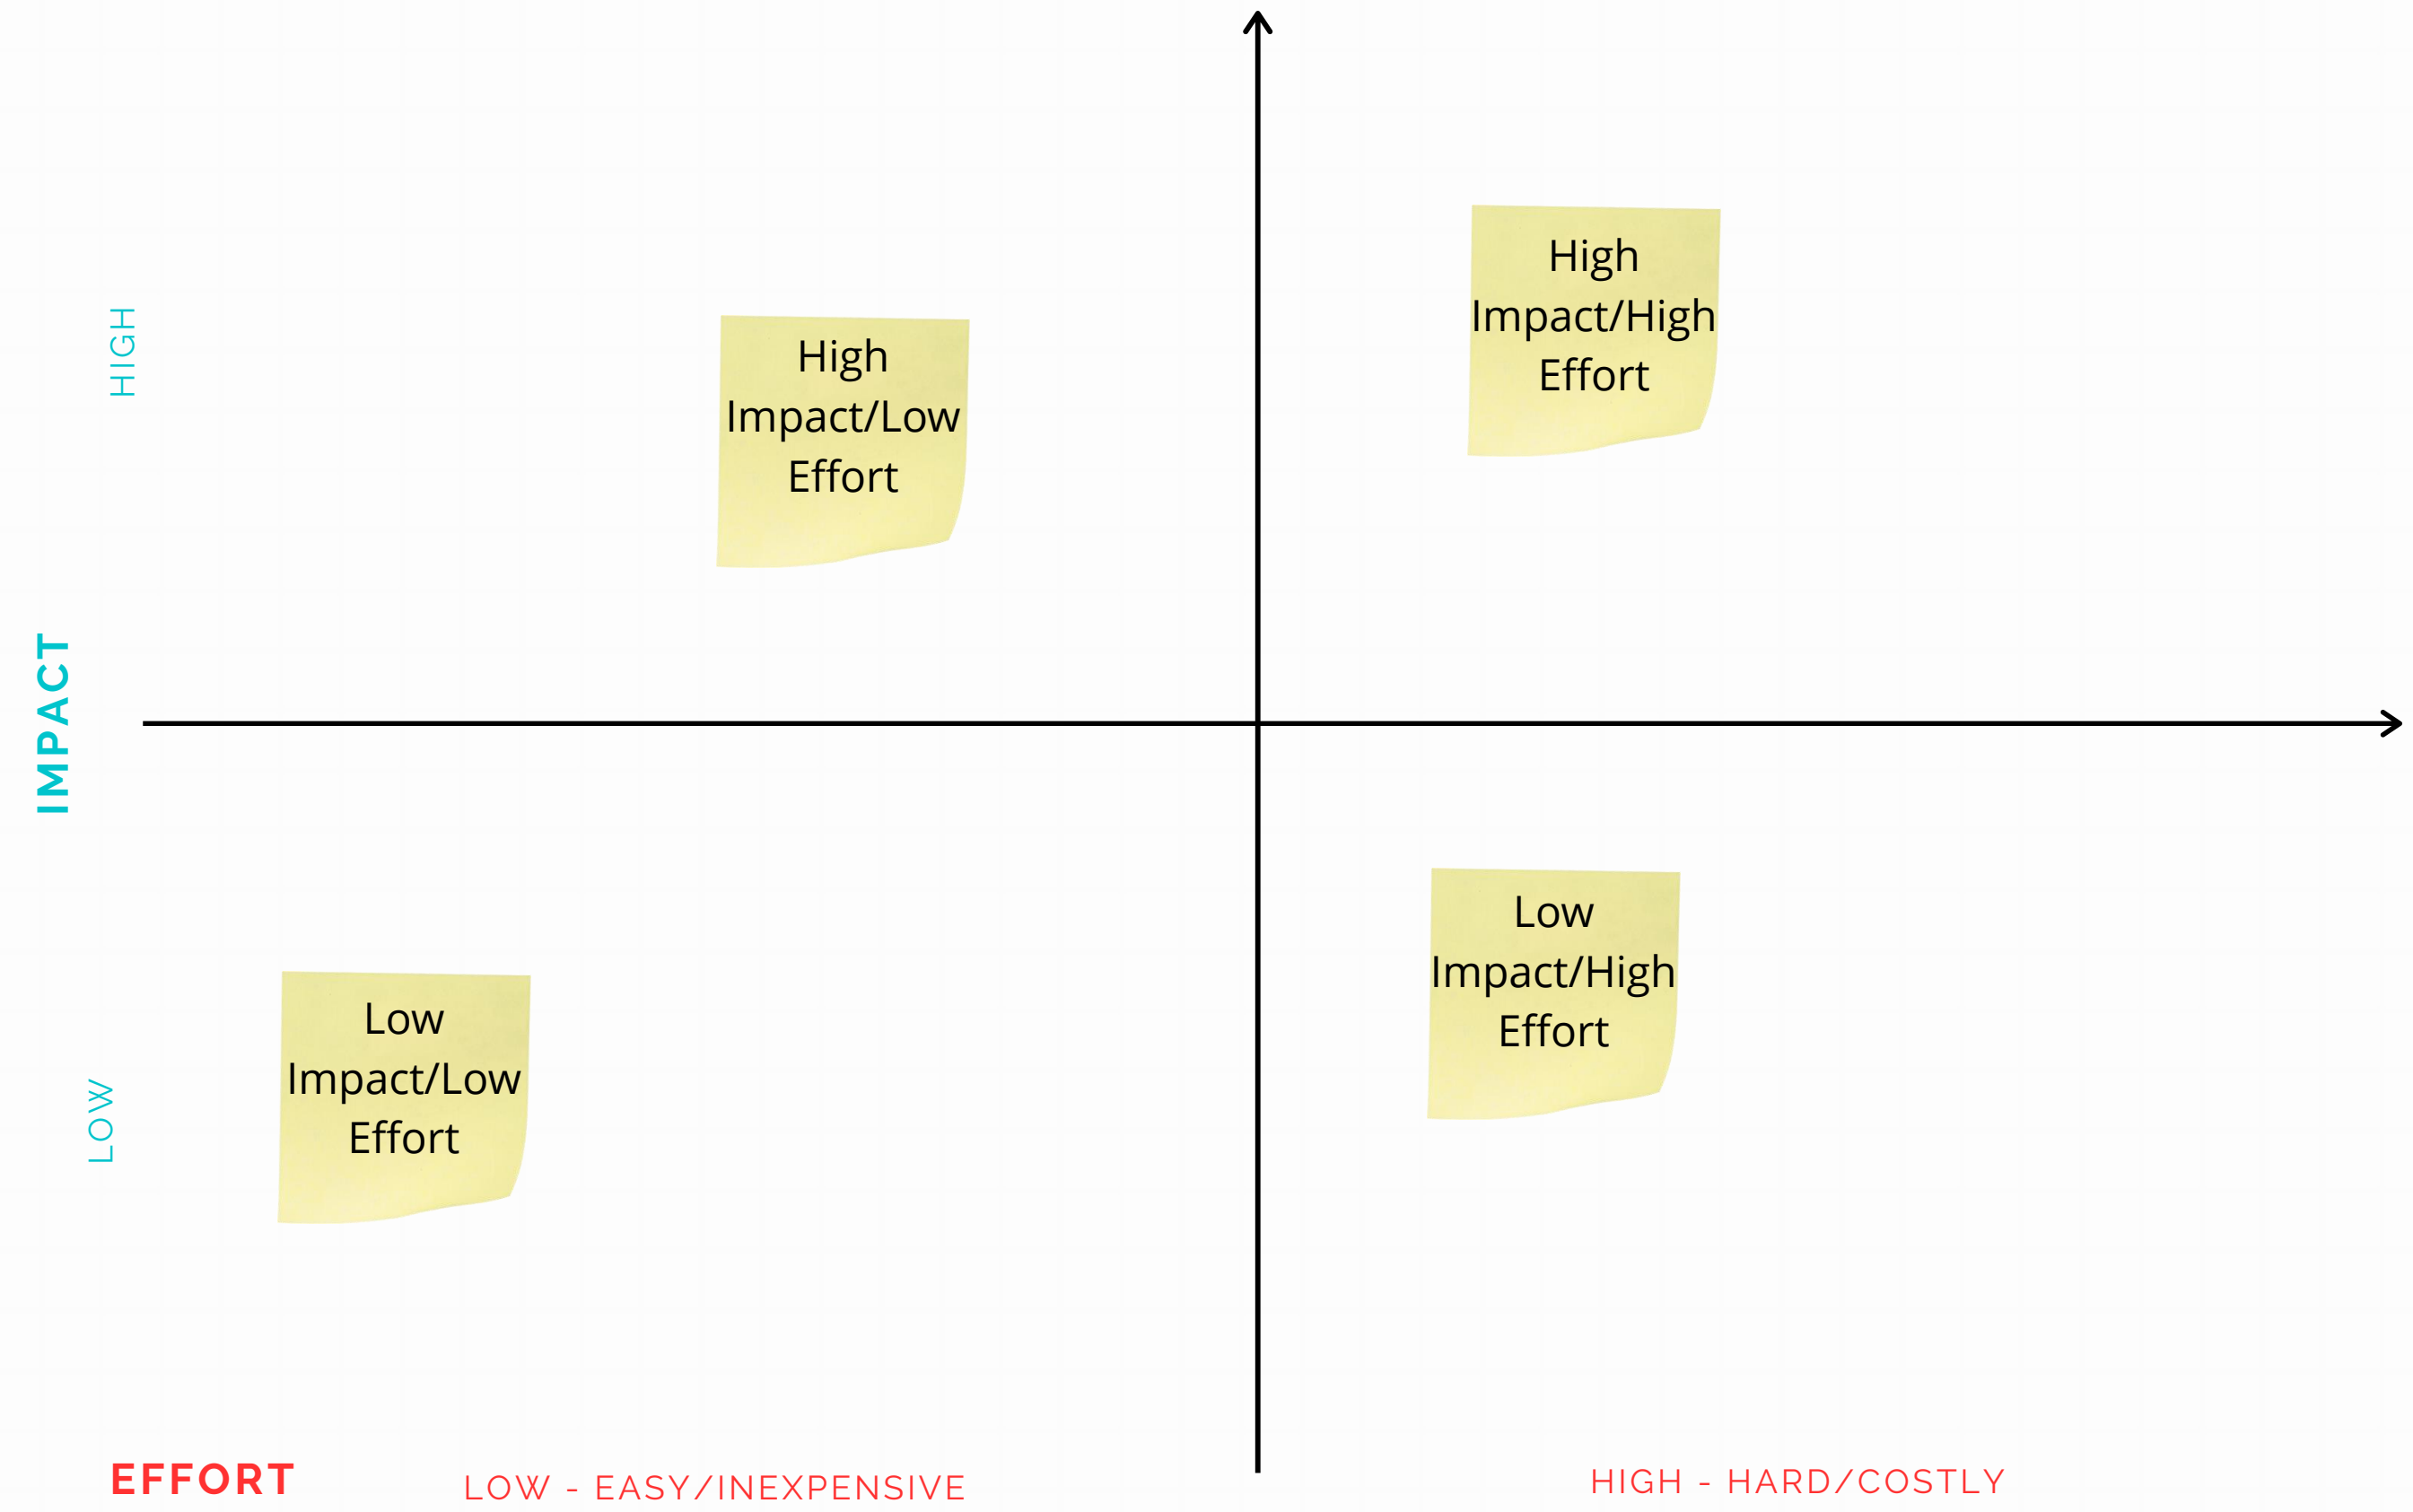 HIGH
High
Impact/Low
Effort
High
Impact/High
Effort
IMPACT
LOW
Low
Impact/Low
Effort
Low
Impact/High
Effort
EFFORT
LOW - EASY/INEXPENSIVE
HIGH - HARD/COSTLY